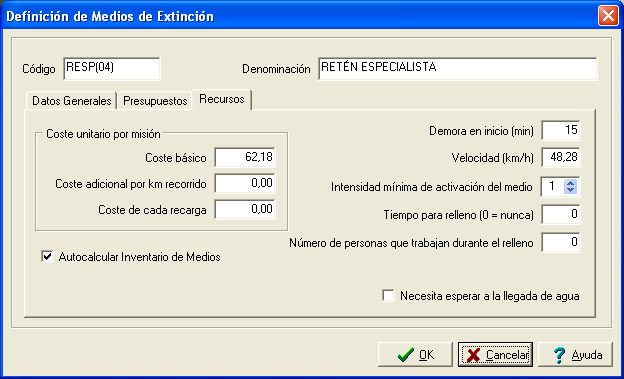 Definición de Medios de Extinción
Código RESP(04) Denominación RETÉN ESPECIALISTA
Datos Generales Presupuestos Recursos
Coste unitario por misión
Coste básico 62,18
Coste adicional por km recorrido 0,00
Coste de cada recarga 0,00
Autocalcular Inventario de Medios
Demora en inicio (min) 15
Velocidad (km/h) 48,28
Intensidad mínima de activación del medio 1
Tiempo para relleno (0 = nunca) 0
Número de personas que trabajan durante el relleno 0
Necesita esperar a la llegada de agua
OK Cancelar Ayuda